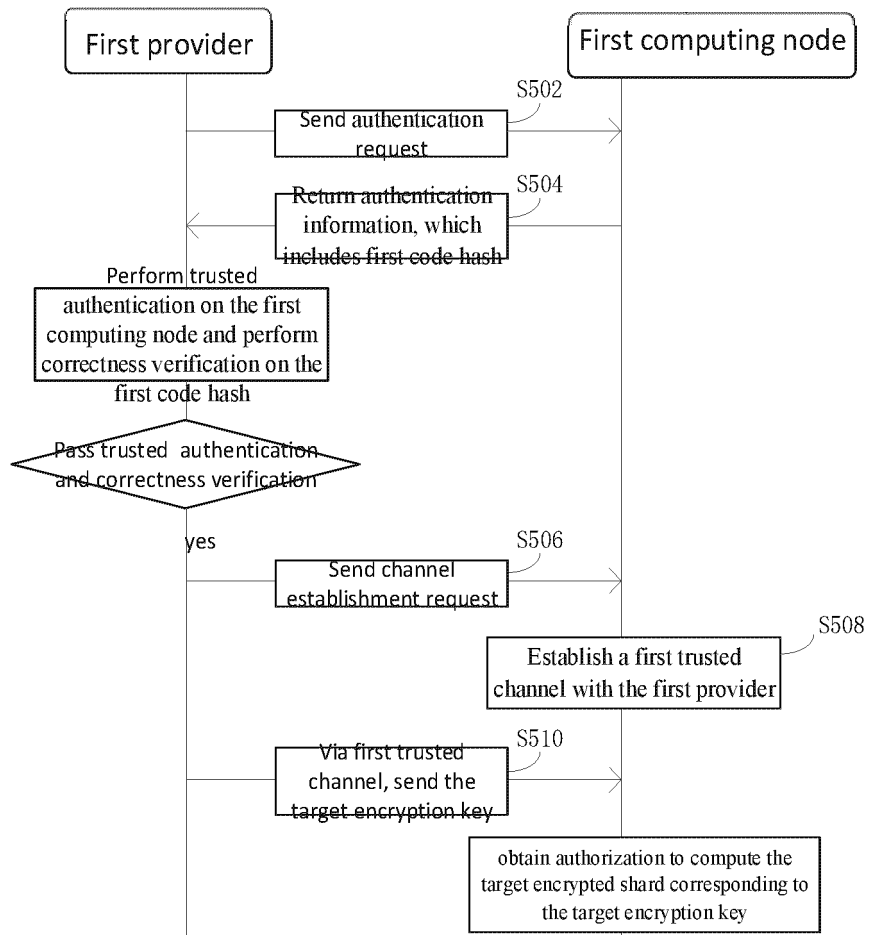 First provider
First computing node
S502
Send authentication
request
S504
Return authentication
information, which
includes first code hash
Perform trusted
authentication on the first
computing node and perform
correctness verification on the
first code hash
Pass trusted authentication
and correctness verification
yes
S506
Send channel
establishment request
S508
Establish a first trusted
channel with the first provider
S510
Via first trusted
channel, send the
target encryption key
obtain authorization to compute the
target encrypted shard corresponding to
the target encryption key